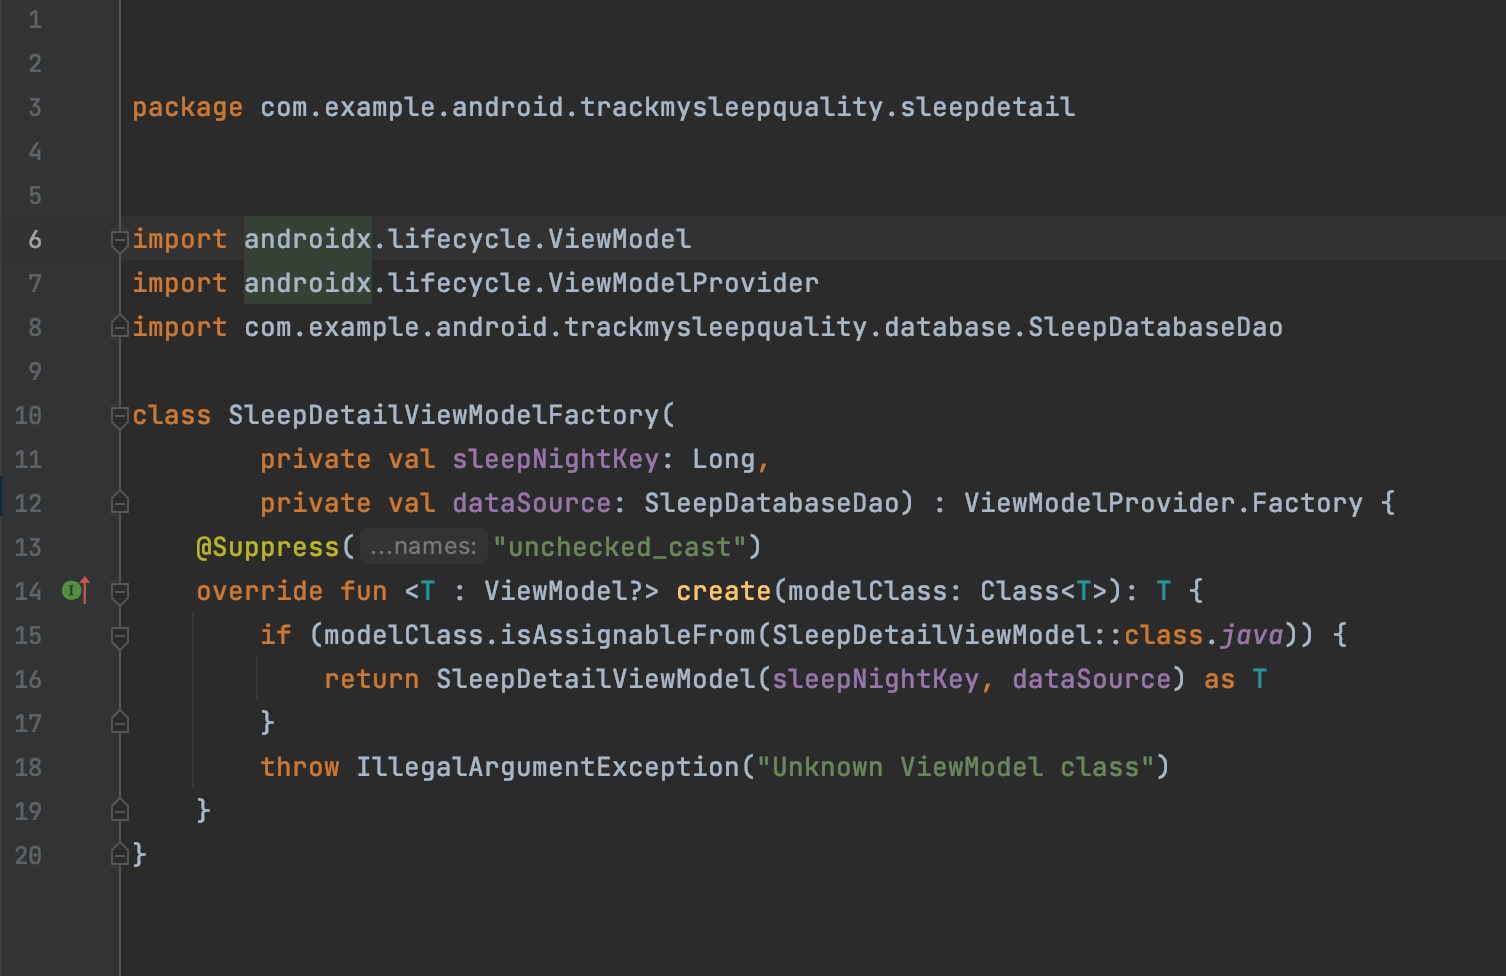 1
2
3 package com.example.android.trackmysleepquality.sleepdetail
4
5
6 import androidx.lifecycle.ViewModel
7 import androidx.lifecycle.ViewModelProvider
8 import com.example.android.trackmysleepquality.database.SleepDatabaseDao
9
10 class SleepDetailViewModelFactory(
11         private val sleepNightKey: Long,
12         private val dataSource: SleepDatabaseDao) : ViewModelProvider.Factory {
13     @Suppress( ...names: "unchecked_cast")
14     override fun <T : ViewModel?> create(modelClass: Class<T>): T {
15         if (modelClass.isAssignableFrom(SleepDetailViewModel::class.java)) {
16             return SleepDetailViewModel(sleepNightKey, dataSource) as T
17         }
18         throw IllegalArgumentException("Unknown ViewModel class")
19     }
20 }